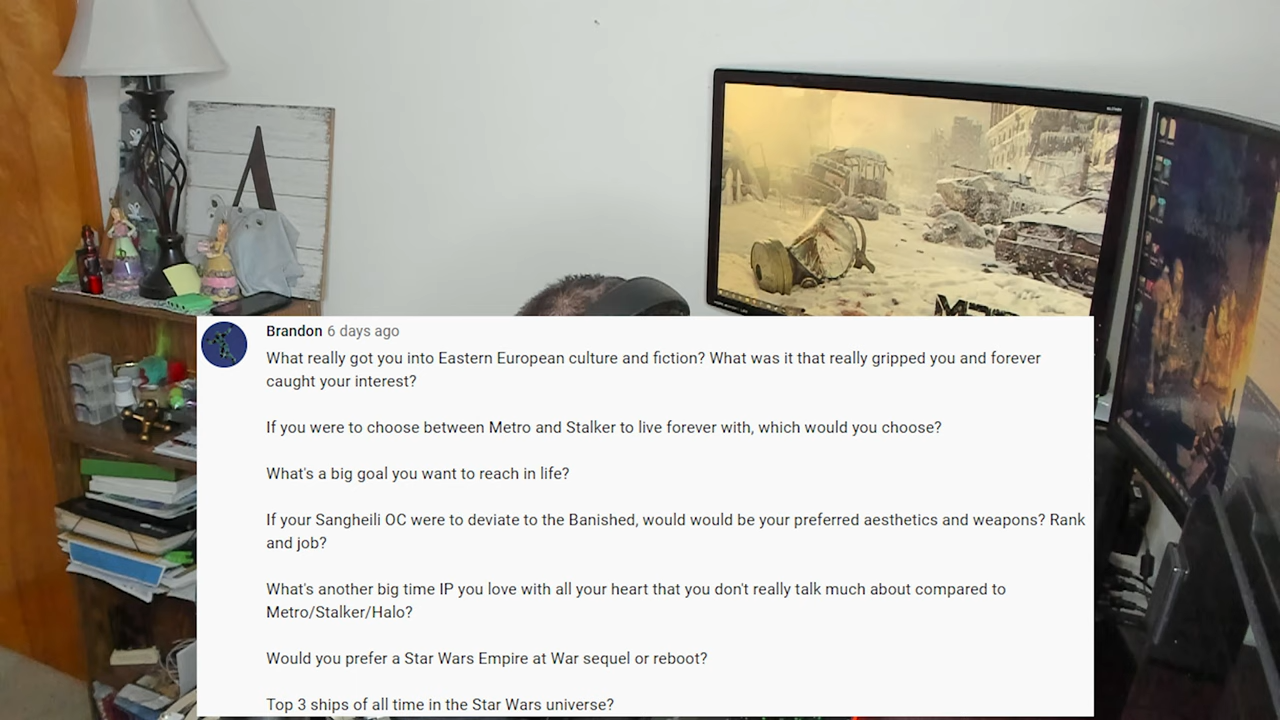 A
Brandon 6 days ago
What really got you into Eastern European culture and fiction? What was it that really gripped you and forever
caught your interest?
If you were to choose between Metro and Stalker to live forever with, which would you choose?
What's a big goal you want to reach in life?
If your Sangheili OC were to deviate to the Banished, would would be your preferred aesthetics and weapons? Rank
and job?
What's another big time IP you love with all your heart that you don't really talk much about compared to
Metro/Stalker/Halo?
Would you prefer a Star Wars Empire at War sequel or reboot?
Top 3 ships of all time in the Star Wars universe?